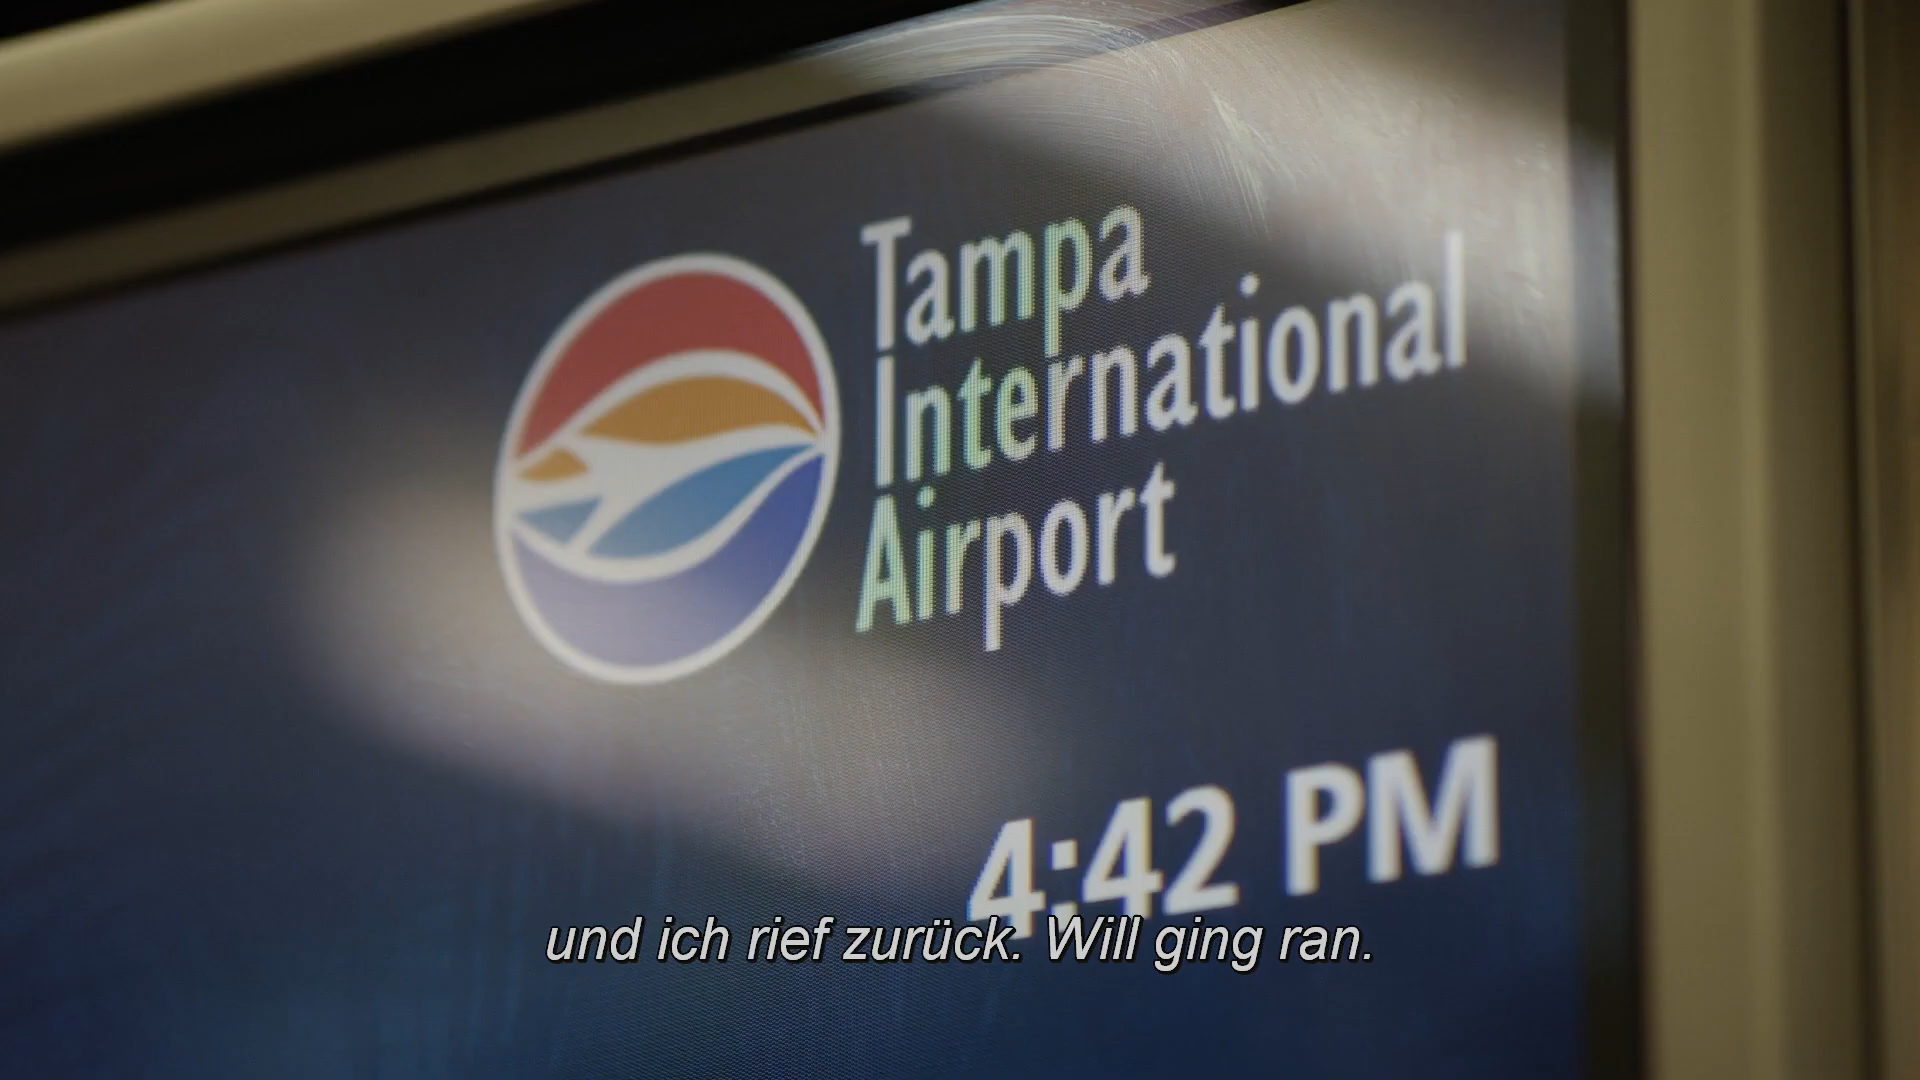 Tampa
International
Airport
4:42 PM
und ich rief zurück. Will ging ran.